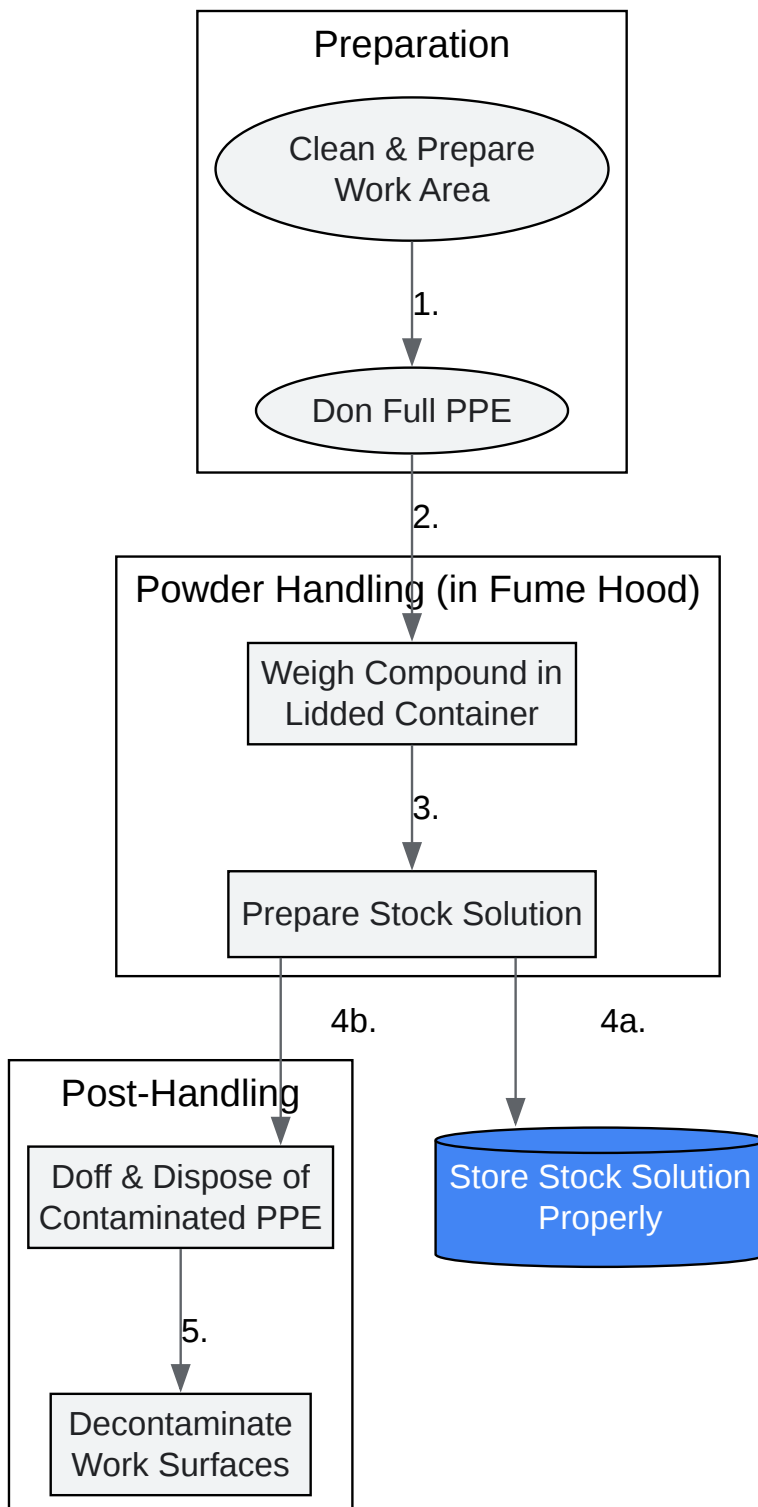 Preparation
Clean & Prepare
Work Area
1.
Don Full PPE
2.
Powder Handling (in Fume Hood)
Weigh Compound in
Lidded Container
3.
Prepare Stock Solution
4b.
4a.
Post-Handling
Doff & Dispose of
Contaminated PPE
Store Stock Solution
Properly
5.
Decontaminate
Work Surfaces